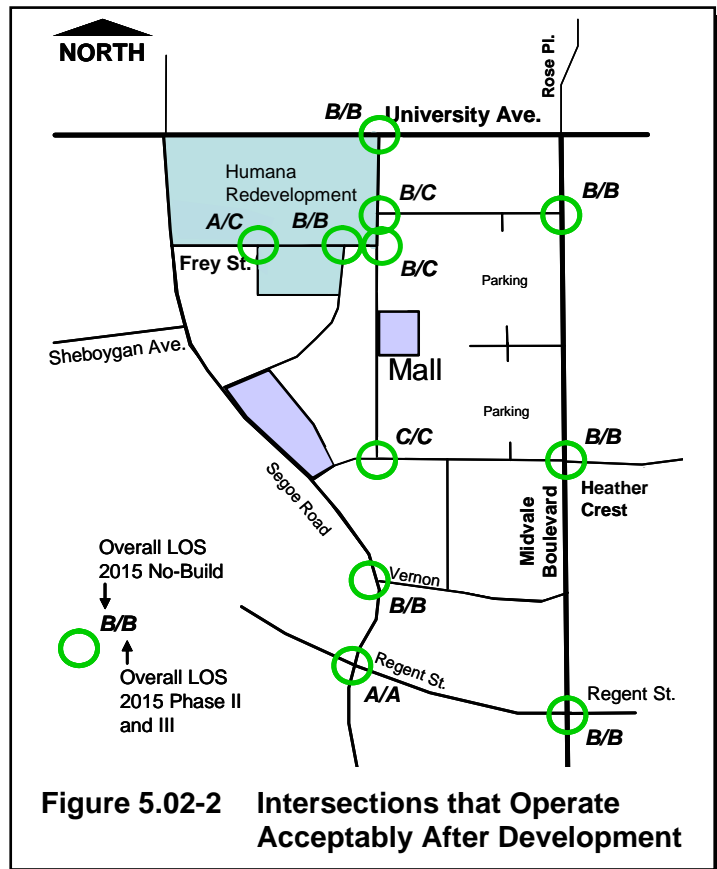 NORTH
Rose Pl.
B/B
University Ave.
Humana
Redevelopment
B/C
B/B
A/C
B/B
Frey St.
B/C
Parking
Sheboygan Ave.
Mall
Parking
C/C
B/B
Segoe Road
Heather
Crest
Midvale
Boulevard
Overall LOS
2015 No-Build
Vernon
B/B
B/B
Overall LOS
2015 Phase II
and III
Regent St.
A/A
Regent St.
B/B
Figure 5.02-2 Intersections that Operate
Acceptably After Development